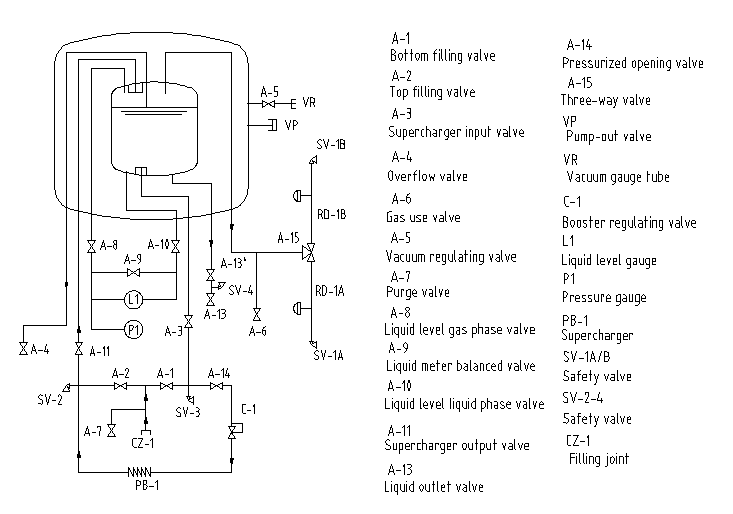 A-5
VR
VP
SV-1B
RD-1B
A-15
A-8
A-10
A-9
A-13'
SV-4
L1
RD-1A
A-13
P1
A-3
A-6
A-4
A-11
SV-1A
A-2
A-1
A-14
SV-2
SV-3
C-1
A-7
CZ-1
PB-1
A-1
Bottom filling valve
A-2
Top filling valve
A-3
Supercharger input valve
A-4
Overflow valve
A-6
Gas use valve
A-5
Vacuum regulating valve
A-7
Purge valve
A-8
Liquid level gas phase valve
A-9
Liquid meter balanced valve
A-10
Liquid level liquid phase valve
A-11
Supercharger output valve
A-13
Liquid outlet valve
A-14
Pressurized opening valve
A-15
Three-way valve
VP
Pump-out valve
VR
Vacuum gauge tube
C-1
Booster regulating valve
L1
Liquid level gauge
P1
Pressure gauge
PB-1
Supercharger
SV-1A/B
Safety valve
SV-2-4
Safety valve
CZ-1
Filling joint